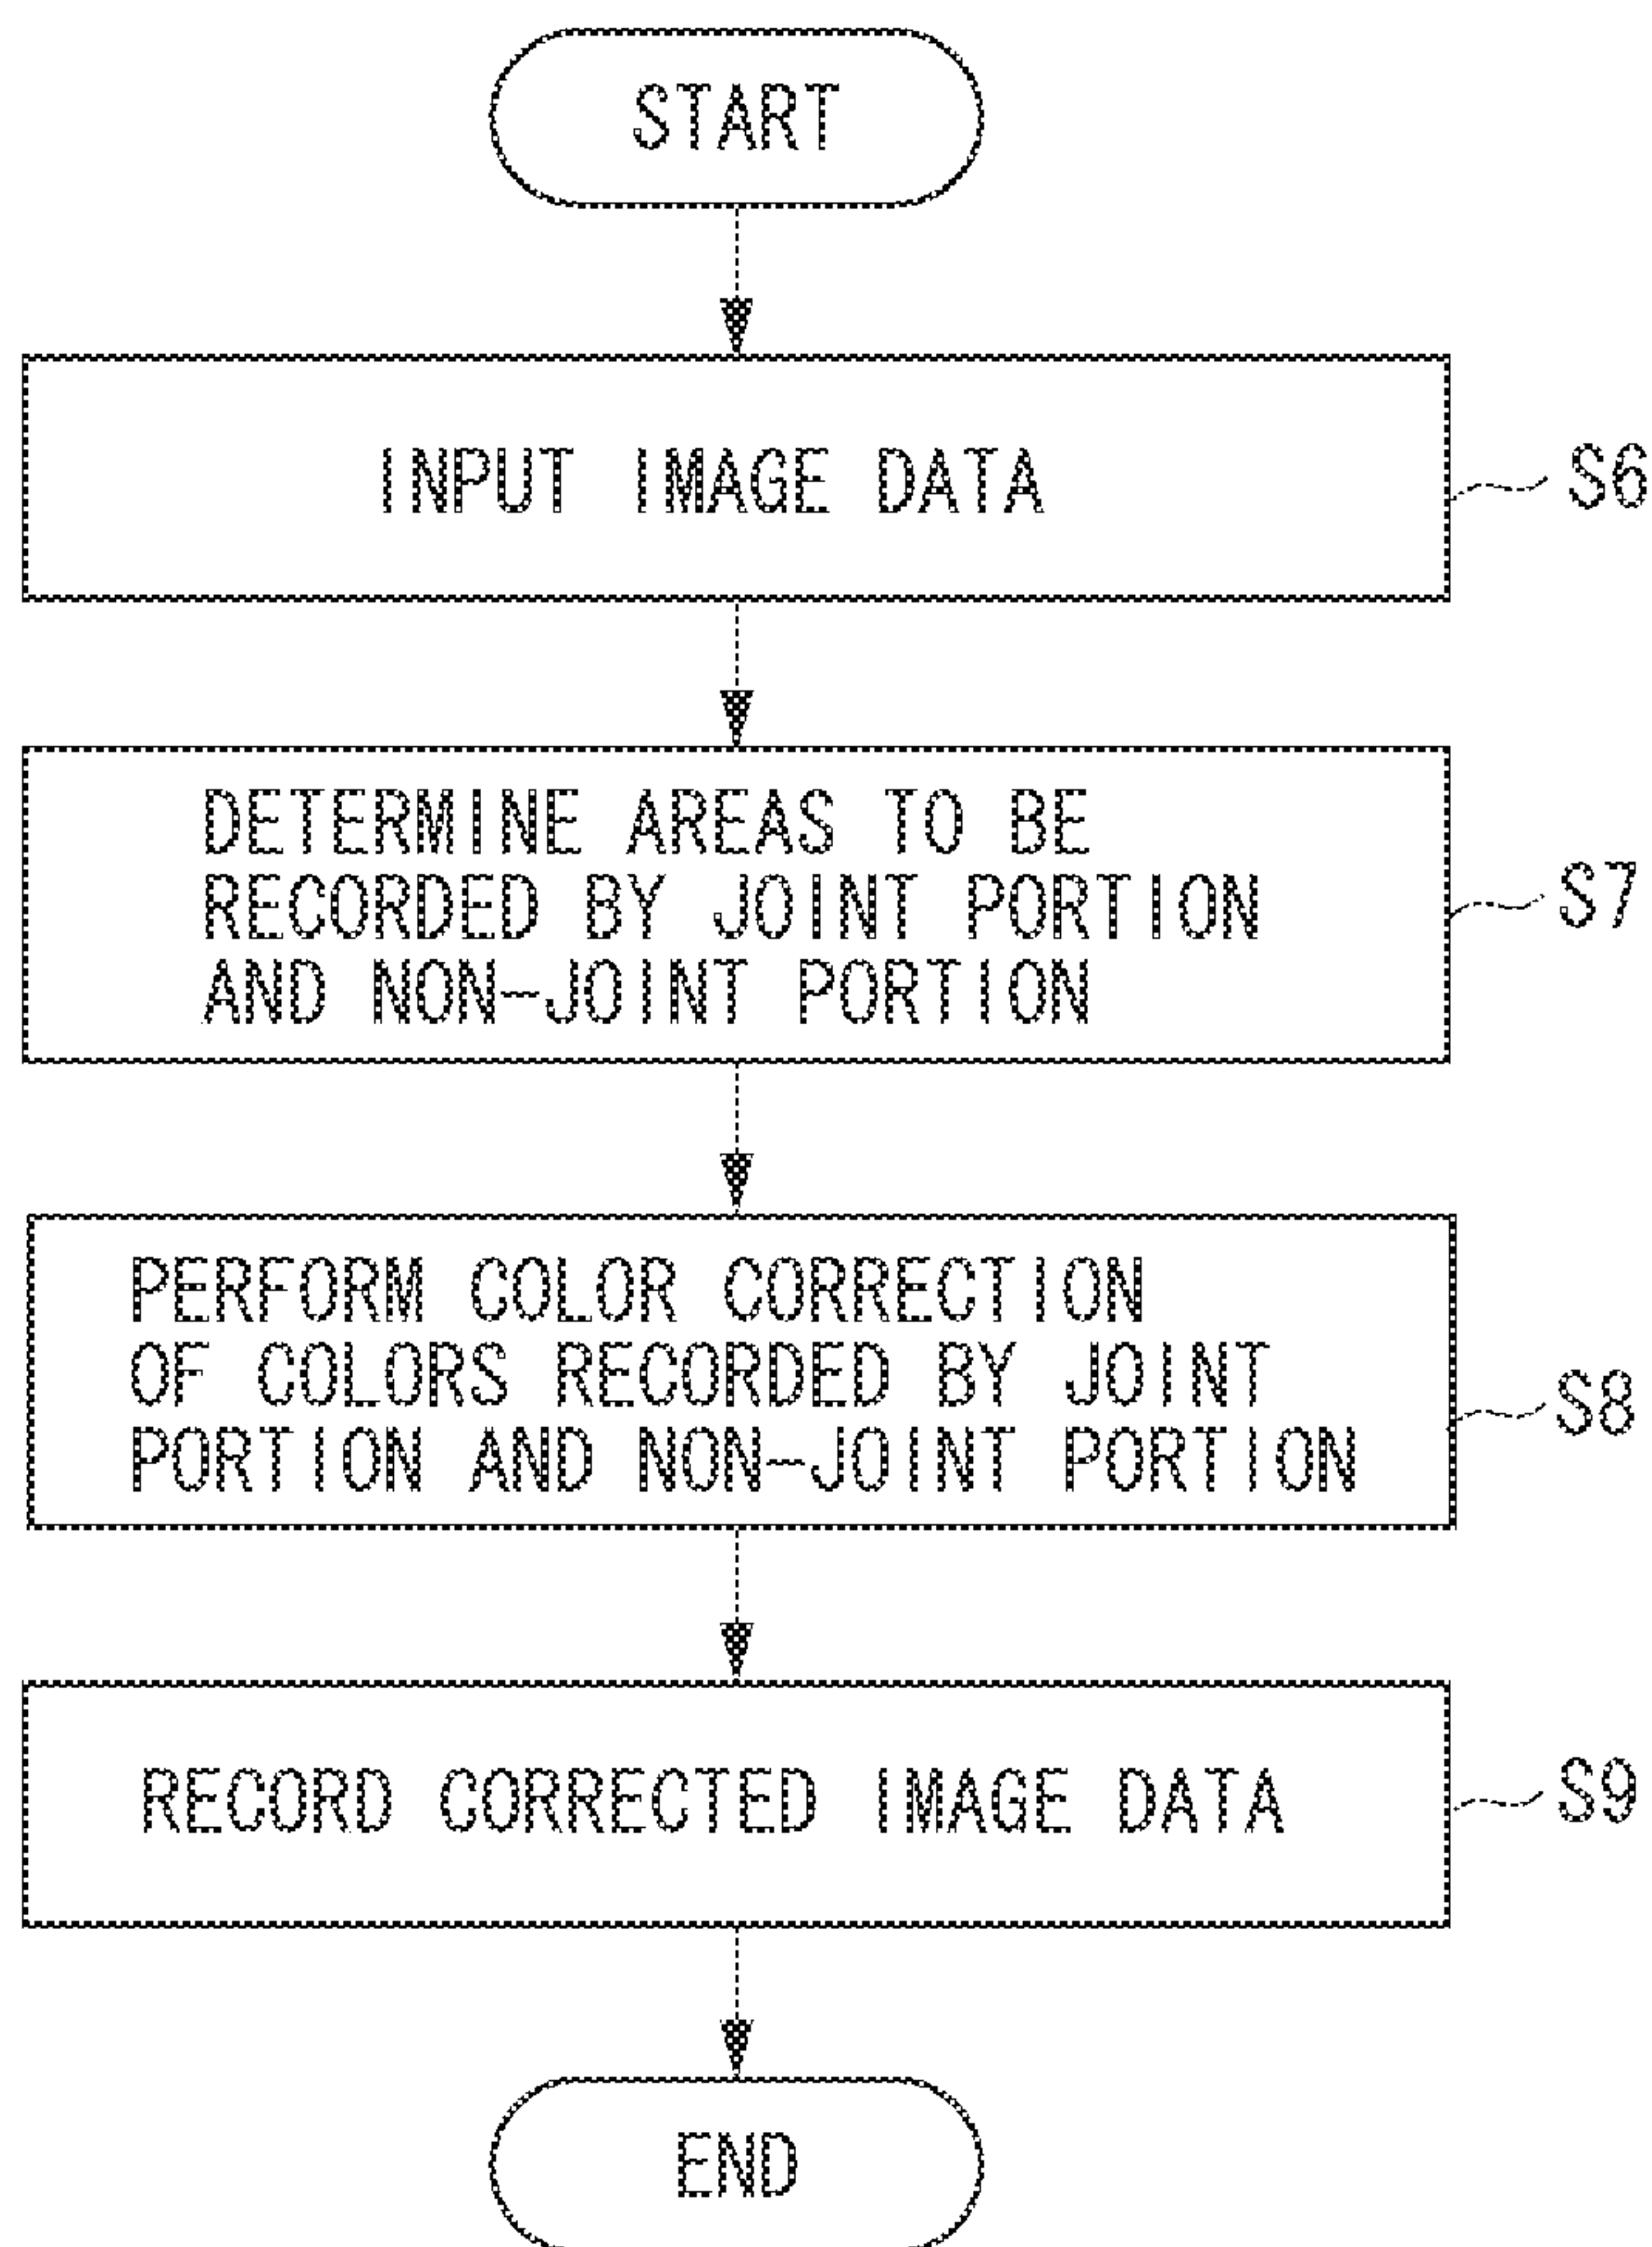 START
INPUT IMAGE DATA
S6
DETERMINE AREAS TO BE
RECORDED BY JOINT PORTION
AND NON-JOINT PORTION
S7
PERFORM COLOR CORRECTION
OF COLORS RECORDED BY JOINT
PORTION AND NON-JOINT PORTION
S8
RECORD CORRECTED IMAGE DATA
S9
END